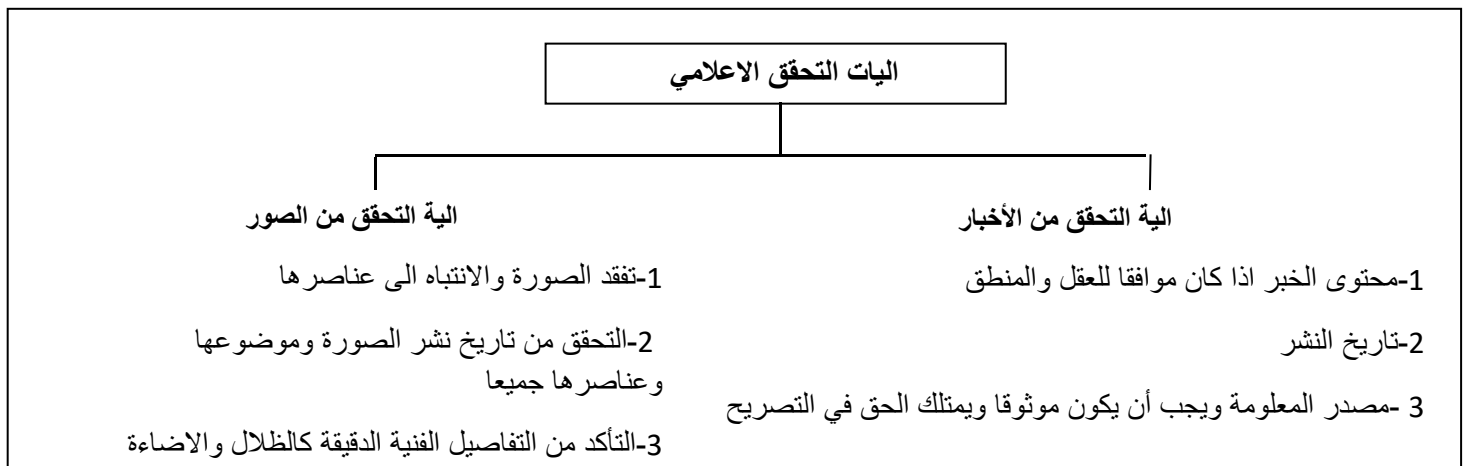 اليات التحقق الاعلامي
الية التحقق من الأخبار
1-محتوى الخبر اذا كان موافقا للعقل والمنطق
2-تاريخ النشر
3 -مصدر المعلومة ويجب أن يكون موثوقا ويمتلك الحق في التصريح
الية التحقق من الصور
1-تفقد الصورة والانتباه الى عناصرها
2-التحقق من تاريخ نشر الصورة وموضوعها
وعناصرها جميعا
3-التأكد من التفاصيل الفنية الدقيقة كالظلال والاضاءة